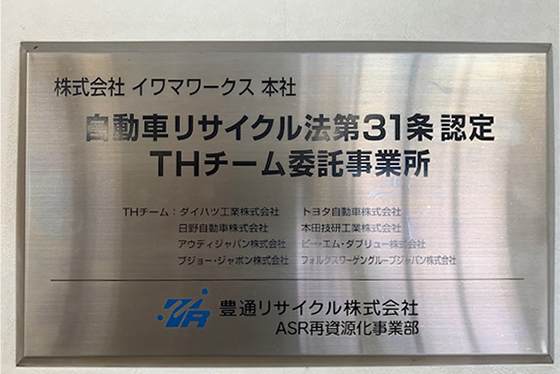 株式会社 イワマワークス 本社
自動車リサイクル法第31条 認定
THチーム委託事業所
THチーム：ダイハツ工業株式会社 トヨタ自動車株式会社
日野自動車株式会社 本田技研工業株式会社
アウディジャパン株式会社 ビー・エム・ダブリュー株式会社
プジョー・ジャポン株式会社 フォルクスワーゲングループジャパン株式会社
豊通リサイクル株式会社
ASR再資源化事業部